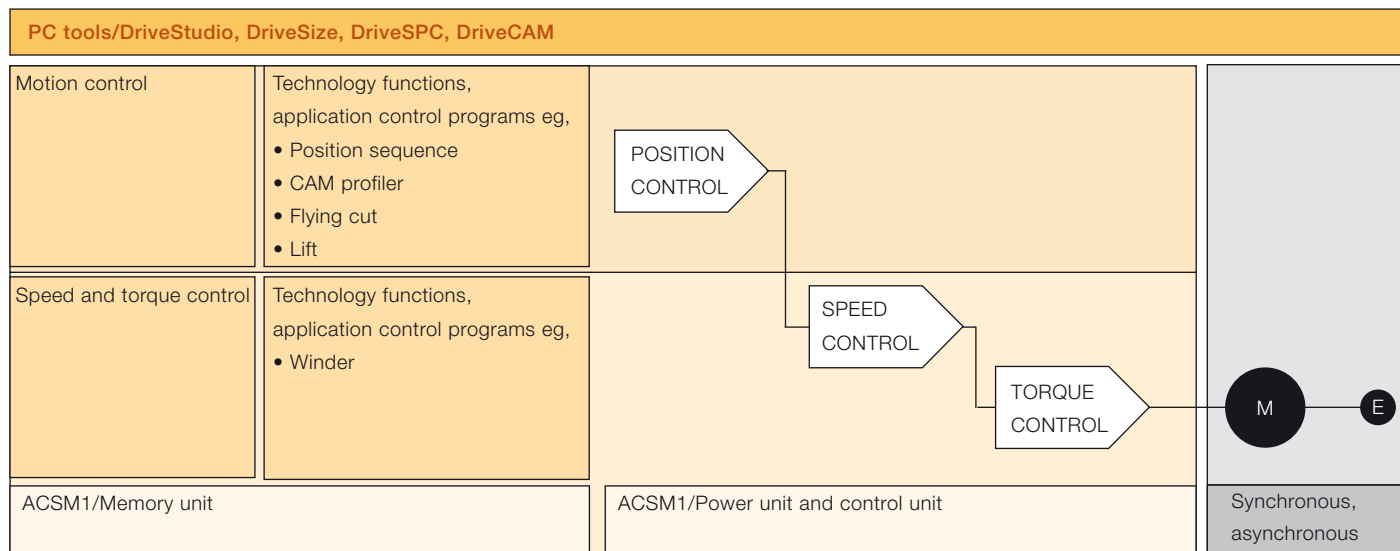 PC tools/DriveStudio, DriveSize, DriveSPC, DriveCAM
Motion control
Technology functions,
application control programs eg,
• Position sequence
• CAM profiler
• Flying cut
• Lift
POSITION
CONTROL
Speed and torque control
Technology functions,
application control programs eg,
• Winder
SPEED
CONTROL
TORQUE
CONTROL
M
E
ACSM1/Memory unit
ACSM1/Power unit and control unit
Synchronous,
asynchronous